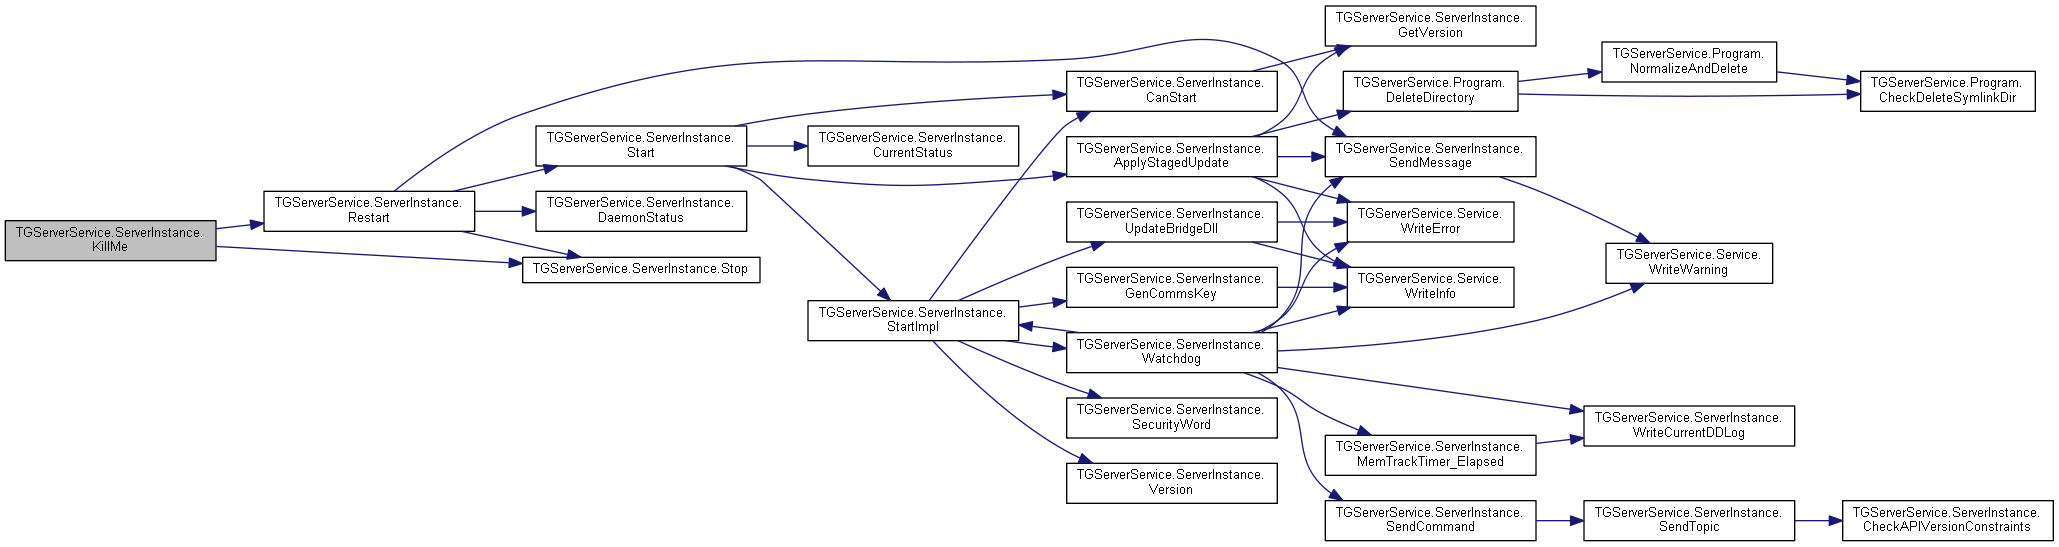 TGServerService.ServerInstance.
KillMe
TGServerService.ServerInstance.
Restart
TGServerService.ServerInstance.Stop
TGServerService.ServerInstance.
Start
TGServerService.ServerInstance.
DaemonStatus
TGServerService.ServerInstance.
CurrentStatus
TGServerService.ServerInstance.
StartImpl
TGServerService.ServerInstance.
CanStart
TGServerService.ServerInstance.
ApplyStagedUpdate
TGServerService.ServerInstance.
UpdateBridgeDll
TGServerService.ServerInstance.
GenCommsKey
TGServerService.ServerInstance.
Watchdog
TGServerService.ServerInstance.
SecurityWord
TGServerService.ServerInstance.
Version
TGServerService.ServerInstance.
GetVersion
TGServerService.Program.
DeleteDirectory
TGServerService.ServerInstance.
SendMessage
TGServerService.Service.
WriteError
TGServerService.Service.
WriteInfo
TGServerService.ServerInstance.
MemTrackTimer_Elapsed
TGServerService.ServerInstance.
SendCommand
TGServerService.Program.
NormalizeAndDelete
TGServerService.Service.
WriteWarning
TGServerService.ServerInstance.
WriteCurrentDDLog
TGServerService.ServerInstance.
SendTopic
TGServerService.Program.
CheckDeleteSymlinkDir
TGServerService.ServerInstance.
CheckAPIVersionConstraints